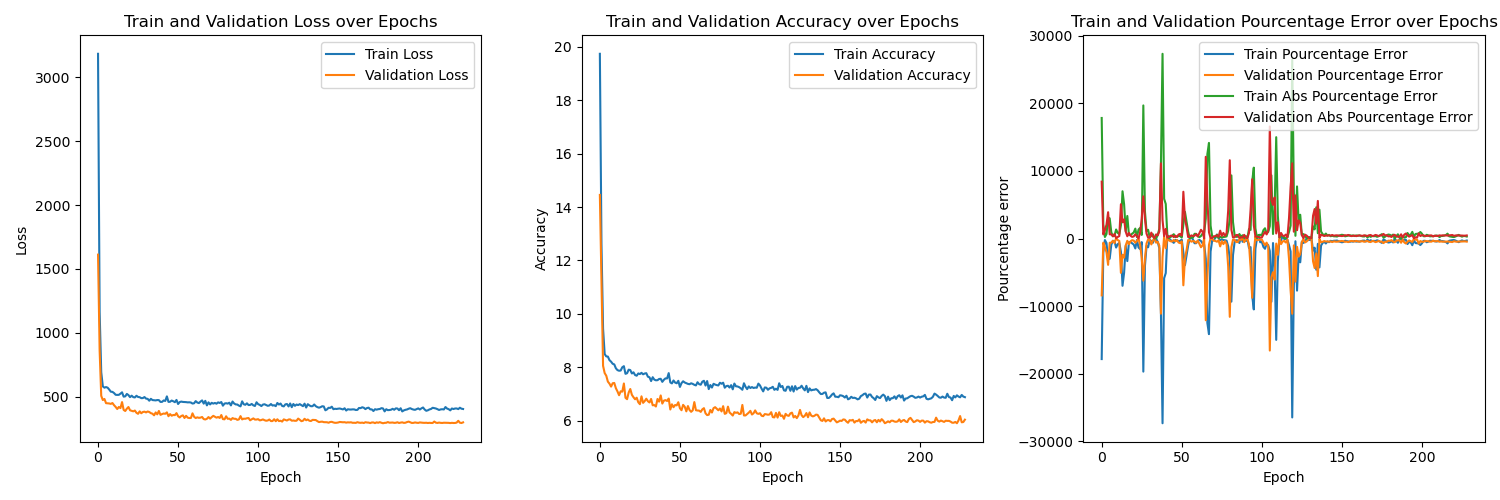 Train and Validation Loss over Epochs
Train Loss
Validation Loss
3000
2500
2000
1500
1000
500
Loss
0
50
100
150
200
Epoch
Train and Validation Accuracy over Epochs
Train Accuracy
Validation Accuracy
20
18
16
14
12
10
8
6
Accuracy
0
50
100
150
200
Epoch
Train and Validation Pourcentage Error over Epochs
Train Pourcentage Error
Validation Pourcentage Error
Train Abs Pourcentage Error
Validation Abs Pourcentage Error
30000
20000
10000
0
−10000
−20000
−30000
Pourcentage error
0
50
100
150
200
Epoch